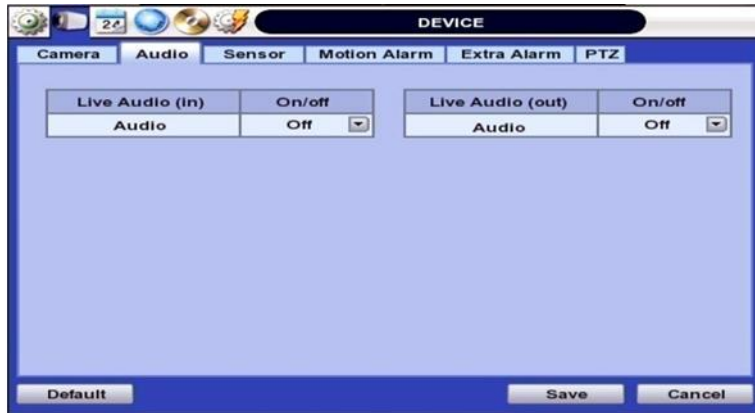 24
DEVICE
Camera Audio Sensor Motion Alarm Extra Alarm PTZ
Live Audio (in) On/off Live Audio (out) On/off
Audio Off Audio Off
Default Save Cancel